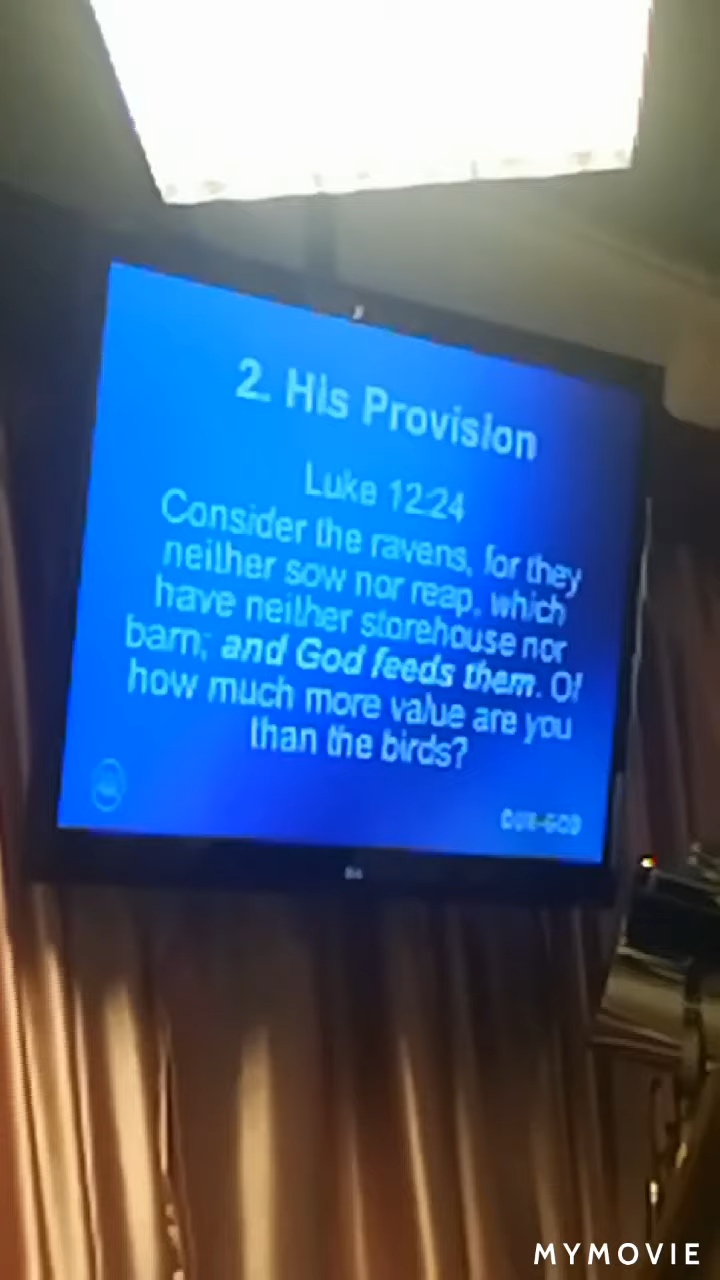 2. His Provision
Luke 12:24
Consider the ravens, for they
neither sow nor reap, which
have neither storehouse nor
barn; and God feeds them. Of
how much more value are you
than the birds?
MYMOVIE